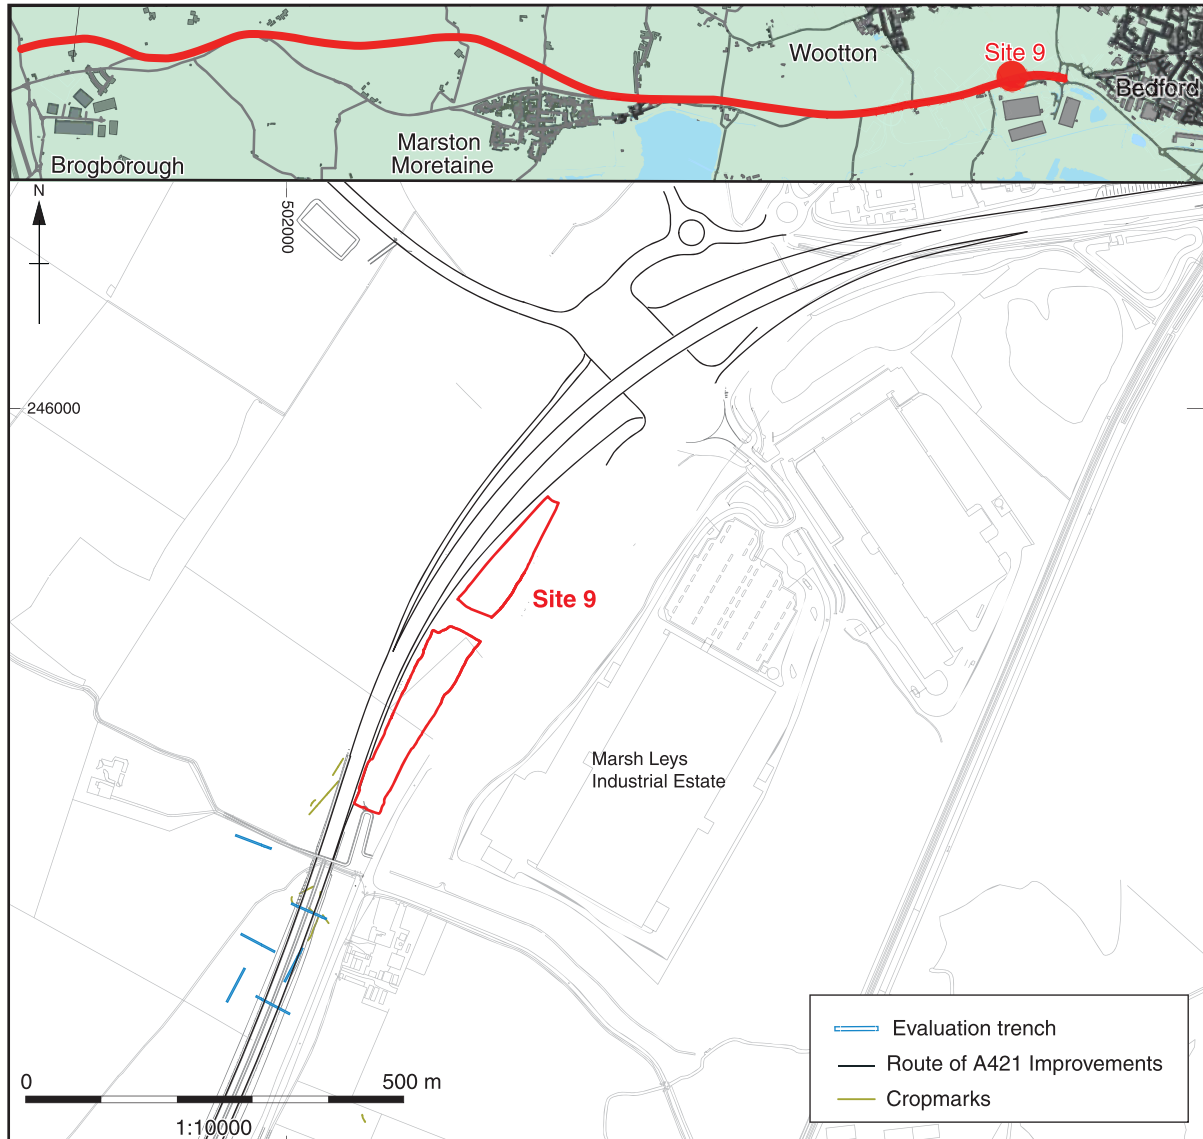 Wootton
Site 9
Bedford
Marston
Moretaine
Brogborough
N
502000
246000
Site 9
Marsh Leys
Industrial Estate
Evaluation trench
Route of A421 Improvements
Cropmarks
0
500 m
1:10000